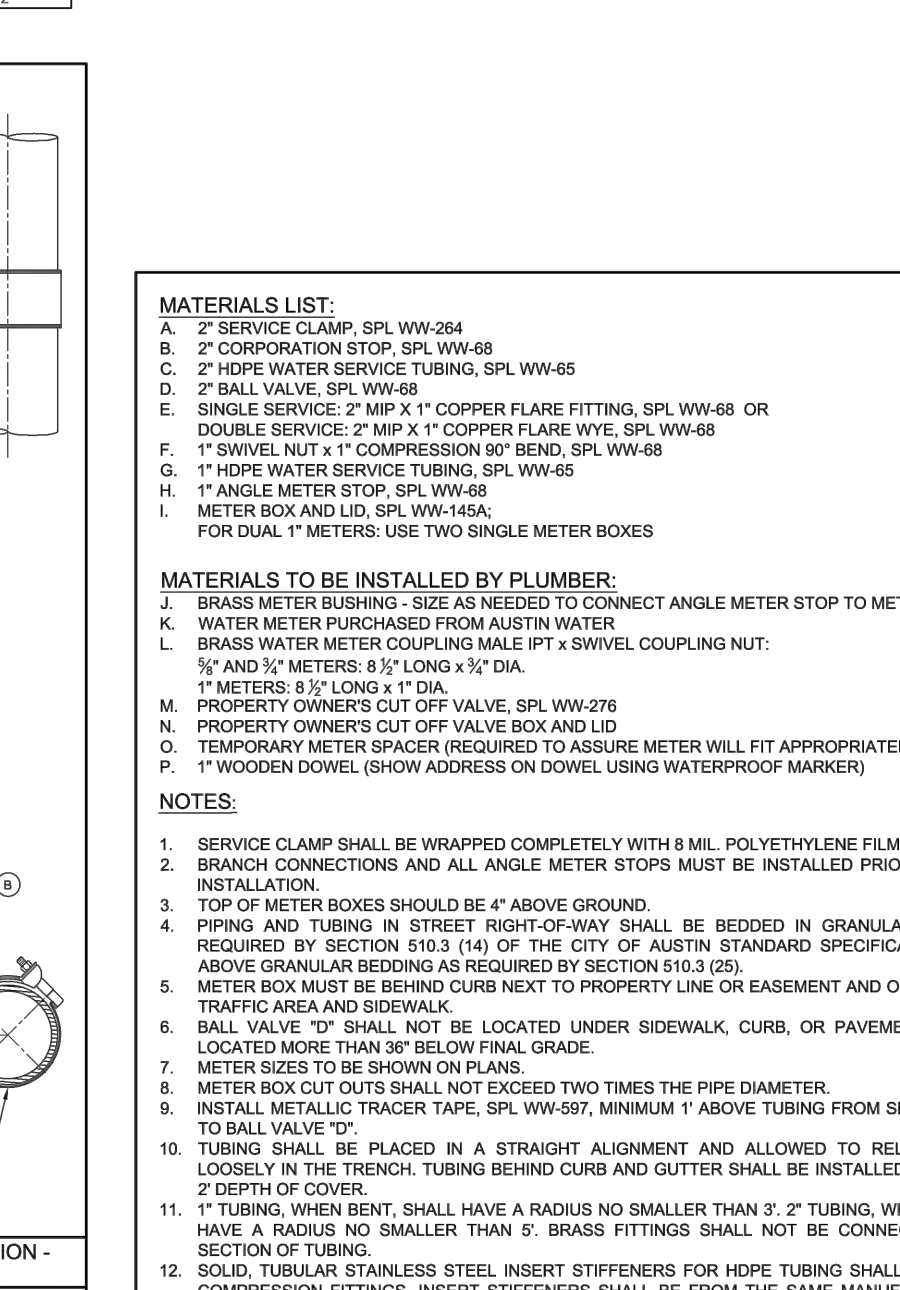 MATERIALS LIST:
A. 2" SERVICE CLAMP, SPL WW-264
B. 2" CORPORATION STOP, SPL WW-68
C. 2" HDPE WATER SERVICE TUBING, SPL WW-65
D. 2" BALL VALVE, SPL WW-68
E. SINGLE SERVICE: 2" MIP X 1" COPPER FLARE FITTING, SPL WW-68 OR
DOUBLE SERVICE: 2" MIP X 1" COPPER FLARE WYE, SPL WW-68
F. 1" SWIVEL NUT x 1" COMPRESSION 90° BEND, SPL WW-68
G. 1" HDPE WATER SERVICE TUBING, SPL WW-65
H. 1" ANGLE METER STOP, SPL WW-68
I. METER BOX AND LID, SPL WW-145A;
FOR DUAL 1" METERS: USE TWO SINGLE METER BOXES
MATERIALS TO BE INSTALLED BY PLUMBER:
J. BRASS METER BUSHING - SIZE AS NEEDED TO CONNECT ANGLE METER STOP TO
K. WATER METER PURCHASED FROM AUSTIN WATER
L. BRASS WATER METER COUPLING MALE IPT x SWIVEL COUPLING NUT:
⅝" AND ¾" METERS: 8 ½" LONG x ¾" DIA.
1" METERS: 8 ½" LONG x 1" DIA.
M. PROPERTY OWNER'S CUT OFF VALVE, SPL WW-276
N. PROPERTY OWNER'S CUT OFF VALVE BOX AND LID
O. TEMPORARY METER SPACER (REQUIRED TO ASSURE METER WILL FIT
P. 1" WOODEN DOWEL (SHOW ADDRESS ON DOWEL USING WATERPROOF MARKER)
NOTES:
1. SERVICE CLAMP SHALL BE WRAPPED COMPLETELY WITH 8 MIL. POLYETHYLENE FILM
2. BRANCH CONNECTIONS AND ALL ANGLE METER STOPS MUST BE INSTALLED
INSTALLATION.
3. TOP OF METER BOXES SHOULD BE 4" ABOVE GROUND.
B
4. PIPING AND TUBING IN STREET RIGHT-OF-WAY SHALL BE BEDDED IN
REQUIRED BY SECTION 510.3 (14) OF THE CITY OF AUSTIN STANDARD
ABOVE GRANULAR BEDDING AS REQUIRED BY SECTION 510.3 (25).
5. METER BOX MUST BE BEHIND CURB NEXT TO PROPERTY LINE OR EASEMENT AND
TRAFFIC AREA AND SIDEWALK.
6. BALL VALVE "D" SHALL NOT BE LOCATED UNDER SIDEWALK, CURB, OR
LOCATED MORE THAN 36" BELOW FINAL GRADE.
7. METER SIZES TO BE SHOWN ON PLANS.
8. METER BOX CUT OUTS SHALL NOT EXCEED TWO TIMES THE PIPE DIAMETER.
9. INSTALL METALLIC TRACER TAPE, SPL WW-597, MINIMUM 1' ABOVE TUBING FROM
TO BALL VALVE "D".
10. TUBING SHALL BE PLACED IN A STRAIGHT ALIGNMENT AND ALLOWED TO
LOOSELY IN THE TRENCH. TUBING BEHIND CURB AND GUTTER SHALL BE INSTALLED
2' DEPTH OF COVER.
11. 1" TUBING, WHEN BENT, SHALL HAVE A RADIUS NO SMALLER THAN 3'. 2" TUBING,
HAVE A RADIUS NO SMALLER THAN 5'. BRASS FITTINGS SHALL NOT BE
SECTION OF TUBING.
ION -
12. SOLID, TUBULAR STAINLESS STEEL INSERT STIFFENERS FOR HDPE TUBING SHALL
COMPRESSION FITTINGS. INSERT STIFFENERS SHALL BE FROM THE SAME